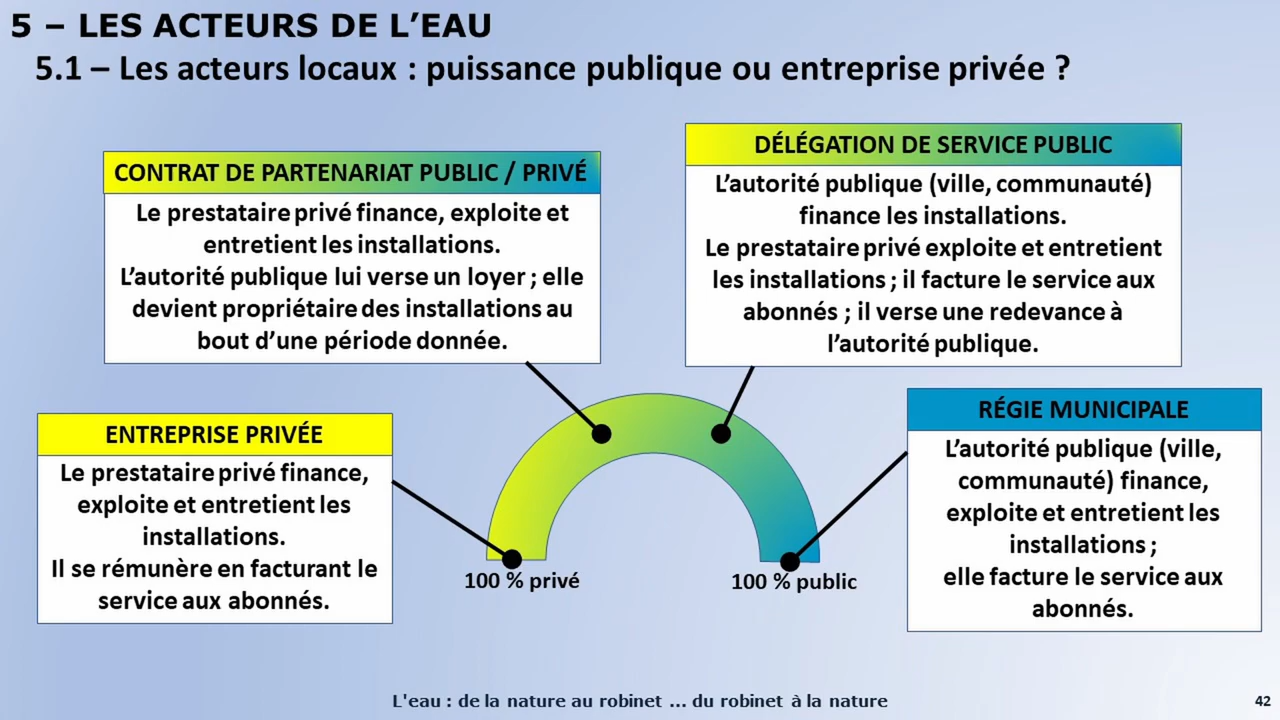 5 – LES ACTEURS DE L’EAU
5.1 – Les acteurs locaux : puissance publique ou entreprise privée ?
CONTRAT DE PARTENARIAT PUBLIC / PRIVÉ
Le prestataire privé finance, exploite et
entretient les installations.
L’autorité publique lui verse un loyer ; elle
devient propriétaire des installations au
bout d’une période donnée.
DÉLÉGATION DE SERVICE PUBLIC
L’autorité publique (ville, communauté)
finance les installations.
Le prestataire privé exploite et entretient
les installations ; il facture le service aux
abonnés ; il verse une redevance à
l’autorité publique.
ENTREPRISE PRIVÉE
Le prestataire privé finance,
exploite et entretient les
installations.
Il se rémunère en facturant le
service aux abonnés.
RÉGIE MUNICIPALE
L’autorité publique (ville,
communauté) finance,
exploite et entretient les
installations ;
elle facture le service aux
abonnés.
100 % privé
100 % public
L'eau : de la nature au robinet ... du robinet à la nature
42